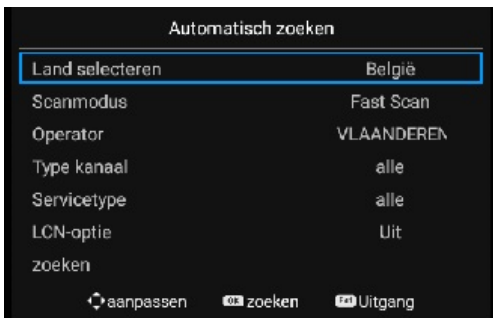 Automatisch zoeken
Land selecteren België
Scanmodus Fast Scan
Operator VLAANDEREN
Type kanaal alle
Servicetype alle
LCN-optie Uit
zoeken
aanpassen OK zoeken Exit Uitgang